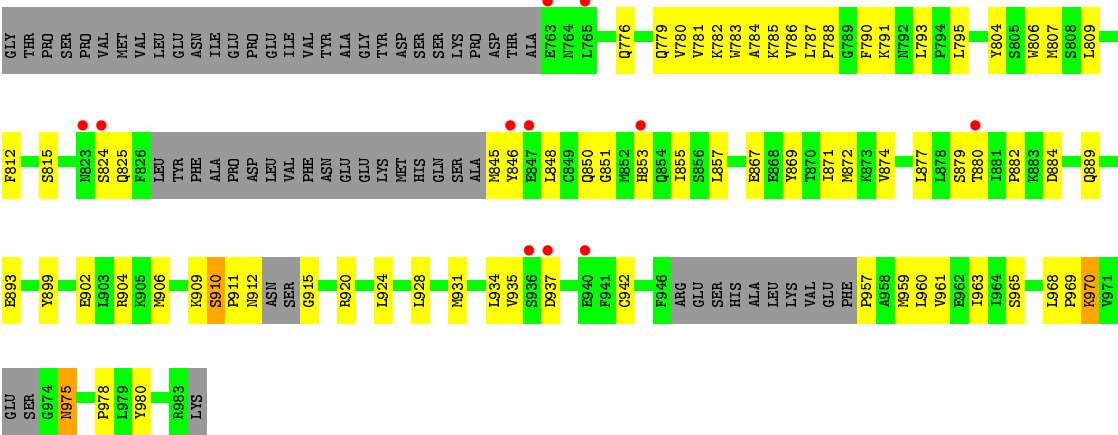 GLY THR PRO SER PRO PRO VAL MET VAL LEU GLU ASN ILE GLU PRO GLU ILE VAL TYR ALA GLY TYR ASP SER SER LYS PRO ASP THR ALA E763 N764 L765 Q776 Q779 V780 V781 K782 W783 A784 K785 V786 L787 P788 G789 F790 K791 N792 L793 P794 L795 Y804 S805 W806 M807 S808 L809
F812 S815 N823 S824 Q825 F826 LEU TYR PHE ALA PRO ASP LEU VAL PHE ASN GLU GLU LYS MET HIS GLN SER ALA M845 Y846 E847 L848 C849 Q850 G851 M852 H853 Q854 I855 S856 L857 E867 E868 Y869 T870 I871 M872 K873 V874 L877 L878 S879 T880 I881 P882 K883 D884 Q889
E893 Y899 E902 L903 R904 K905 M906 K909 S910 P911 N912 ASN SER G915 R920 L924 L928 M931 L934 V935 S936 D937 E940 F941 C942 F946 ARG GLU SER HIS ALA LEU LYS VAL GLU PHE P957 A958 M959 L960 V961 E962 I963 I964 S965 L968 P969 K970 V971
GLU SER G974 N975 P978 L979 Y980 R983 LYS